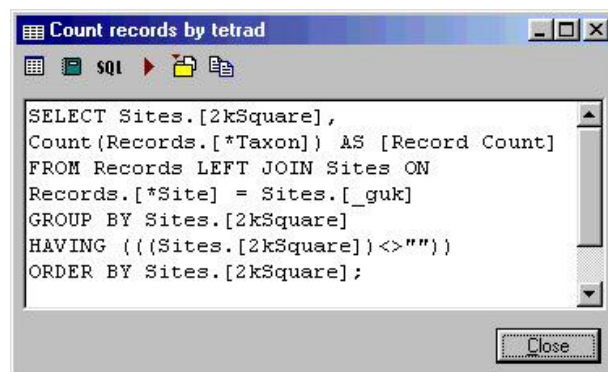 Count records by tetrad
SQL
SELECT Sites.[2kSquare],
Count(Records.[*Taxon]) AS [Record Count]
FROM Records LEFT JOIN Sites ON
Records.[*Site] = Sites.[_guk]
GROUP BY Sites.[2kSquare]
HAVING (((Sites.[2kSquare])<>""))
ORDER BY Sites.[2kSquare];
Close